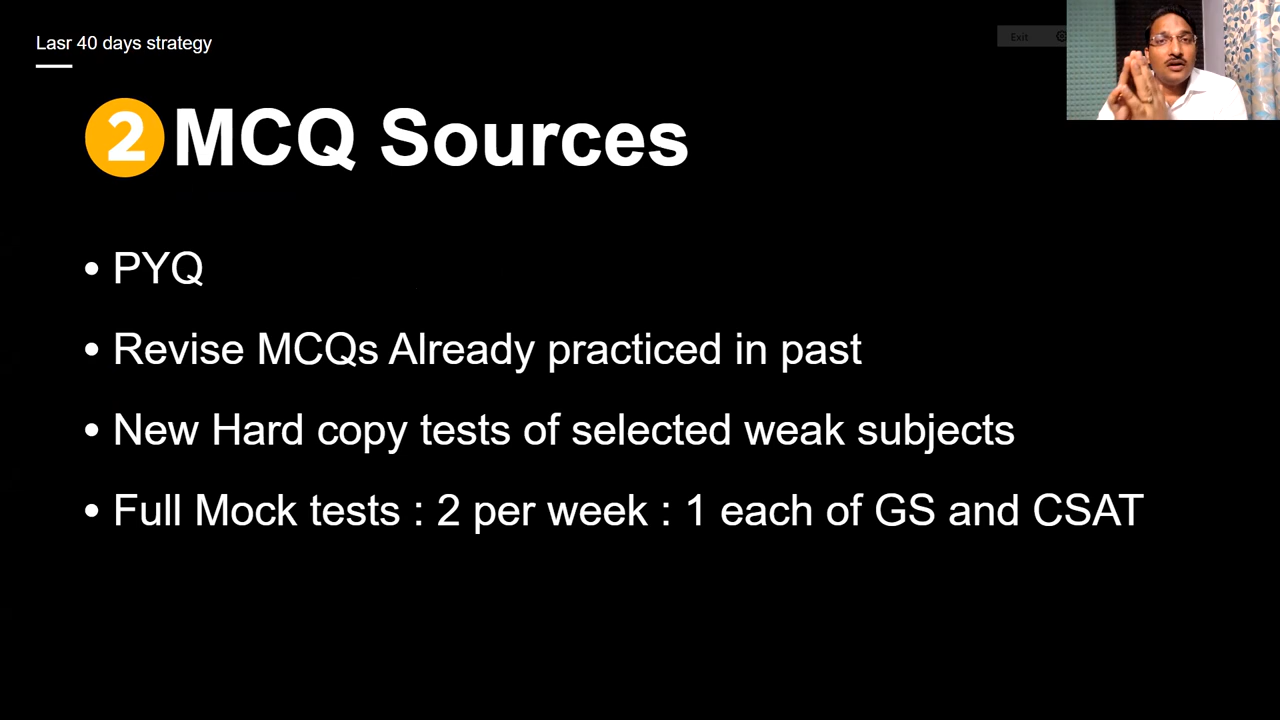 Lasr 40 days strategy
Exit
2 MCQ Sources
• PYQ
• Revise MCQs Already practiced in past
• New Hard copy tests of selected weak subjects
• Full Mock tests : 2 per week : 1 each of GS and CSAT